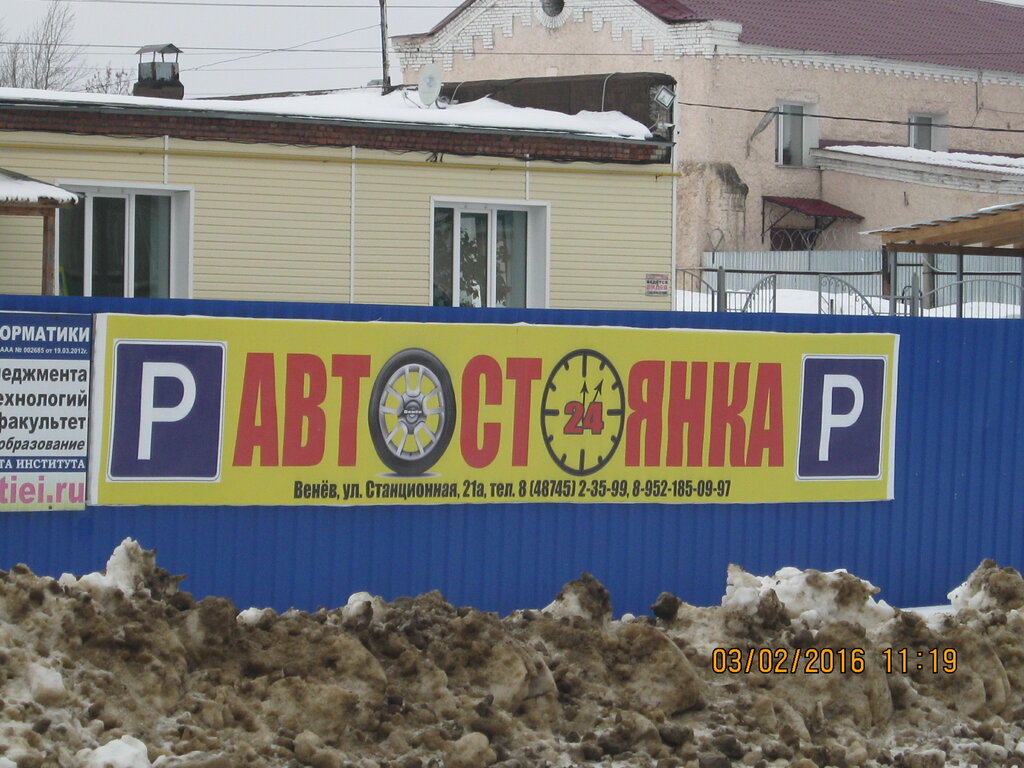 ОРМАТИКИ
ААА № 002685 от 19.03.2012г.
еджмента
ехнологий
факультет
образование
ТА ИНСТИТУТА
tiei.ru
P
АВТОСТОЯНКА
24
P
Венёв, ул. Станционная, 21а, тел. 8 (48745) 2-35-99, 8-952-185-09-97
03/02/2016 11:19